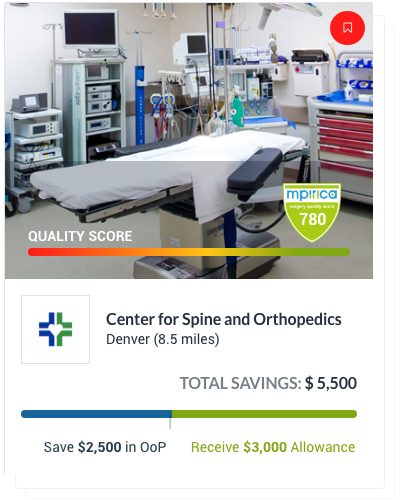 stryker
mpirica
surgery quality score
780
QUALITY SCORE
Center for Spine and Orthopedics
Denver (8.5 miles)
TOTAL SAVINGS: $ 5,500
Save $2,500 in OoP
Receive $3,000 Allowance